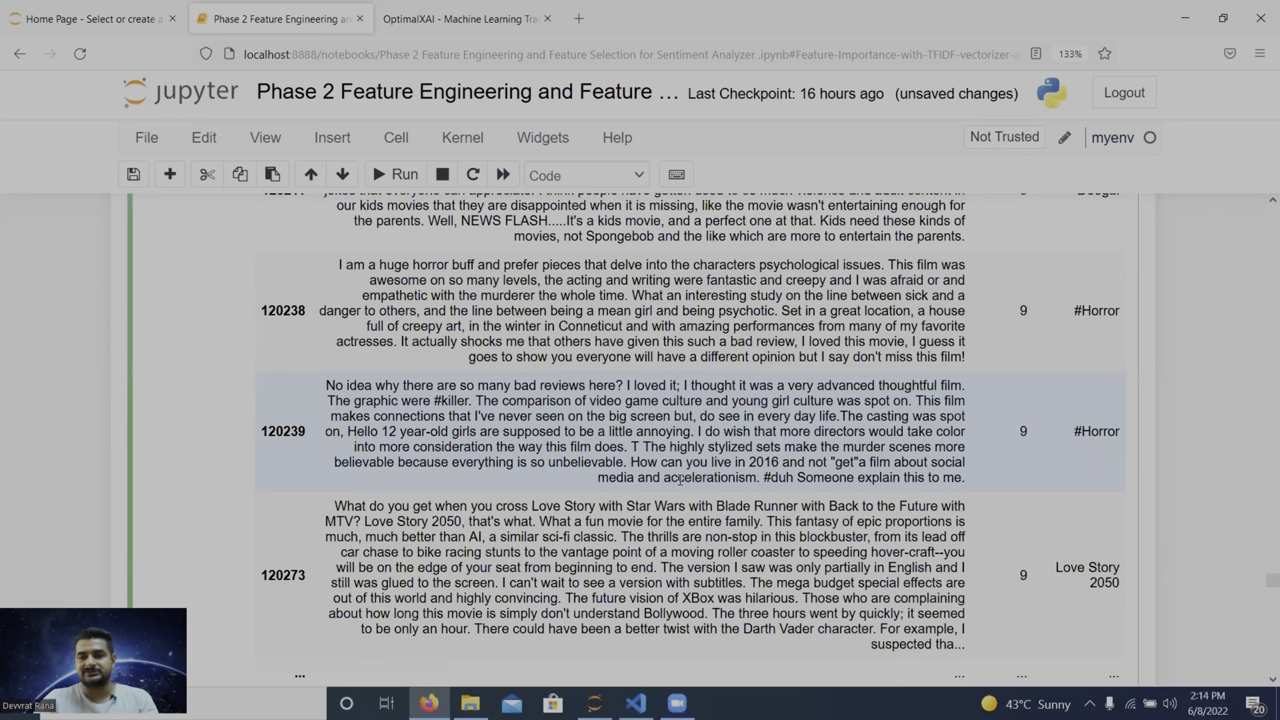 Home Page - Select or create a
Phase 2 Feature Engineering and
OptimalXAI - Machine Learning Tra
localhost:8888/notebooks/Phase 2 Feature Engineering and Feature Selection for Sentiment Analyzer .ipynb#Feature-Importance-with-TFIDF-vectorizer-a
133%
jupyter
Phase 2 Feature Engineering and Feature ...
Last Checkpoint: 16 hours ago (unsaved changes)
Logout
File Edit View Insert Cell Kernel Widgets Help
Not Trusted
myenv
Run
Code
our kids movies that they are disappointed when it is missing, like the movie wasn't entertaining enough for
the parents. Well, NEWS FLASH.....It's a kids movie, and a perfect one at that. Kids need these kinds of
movies, not Spongebob and the like which are more to entertain the parents.
I am a huge horror buff and prefer pieces that delve into the characters psychological issues. This film was
awesome on so many levels, the acting and writing were fantastic and creepy and I was afraid or and
empathetic with the murderer the whole time. What an interesting study on the line between sick and a
120238 danger to others, and the line between being a mean girl and being psychotic. Set in a great location, a house 9 #Horror
full of creepy art, in the winter in Conneticut and with amazing performances from many of my favorite
actresses. It actually shocks me that others have given this such a bad review, I loved this movie, I guess it
goes to show you everyone will have a different opinion but I say don't miss this film!
No idea why there are so many bad reviews here? I loved it; I thought it was a very advanced thoughtful film.
The graphic were #killer. The comparison of video game culture and young girl culture was spot on. This film
makes connections that I've never seen on the big screen but, do see in every day life.The casting was spot
120239 on, Hello 12 year-old girls are supposed to be a little annoying. I do wish that more directors would take color 9 #Horror
into more consideration the way this film does. T The highly stylized sets make the murder scenes more
believable because everything is so unbelievable. How can you live in 2016 and not "get"a film about social
media and accelerationism. #duh Someone explain this to me.
What do you get when you cross Love Story with Star Wars with Blade Runner with Back to the Future with
MTV? Love Story 2050, that's what. What a fun movie for the entire family. This fantasy of epic proportions is
much, much better than AI, a similar sci-fi classic. The thrills are non-stop in this blockbuster, from its lead off
car chase to bike racing stunts to the vantage point of a moving roller coaster to speeding hover-craft--you
will be on the edge of your seat from beginning to end. The version I saw was only partially in English and I
120273 still was glued to the screen. I can't wait to see a version with subtitles. The mega budget special effects are 9 Love Story 2050
out of this world and highly convincing. The future vision of XBox was hilarious. Those who are complaining
about how long this movie is simply don't understand Bollywood. The three hours went by quickly; it seemed
to be only an hour. There could have been a better twist with the Darth Vader character. For example, I
suspected tha...
... ... ... ...
Devvrat Rana
43°C Sunny
2:14 PM
6/8/2022
20